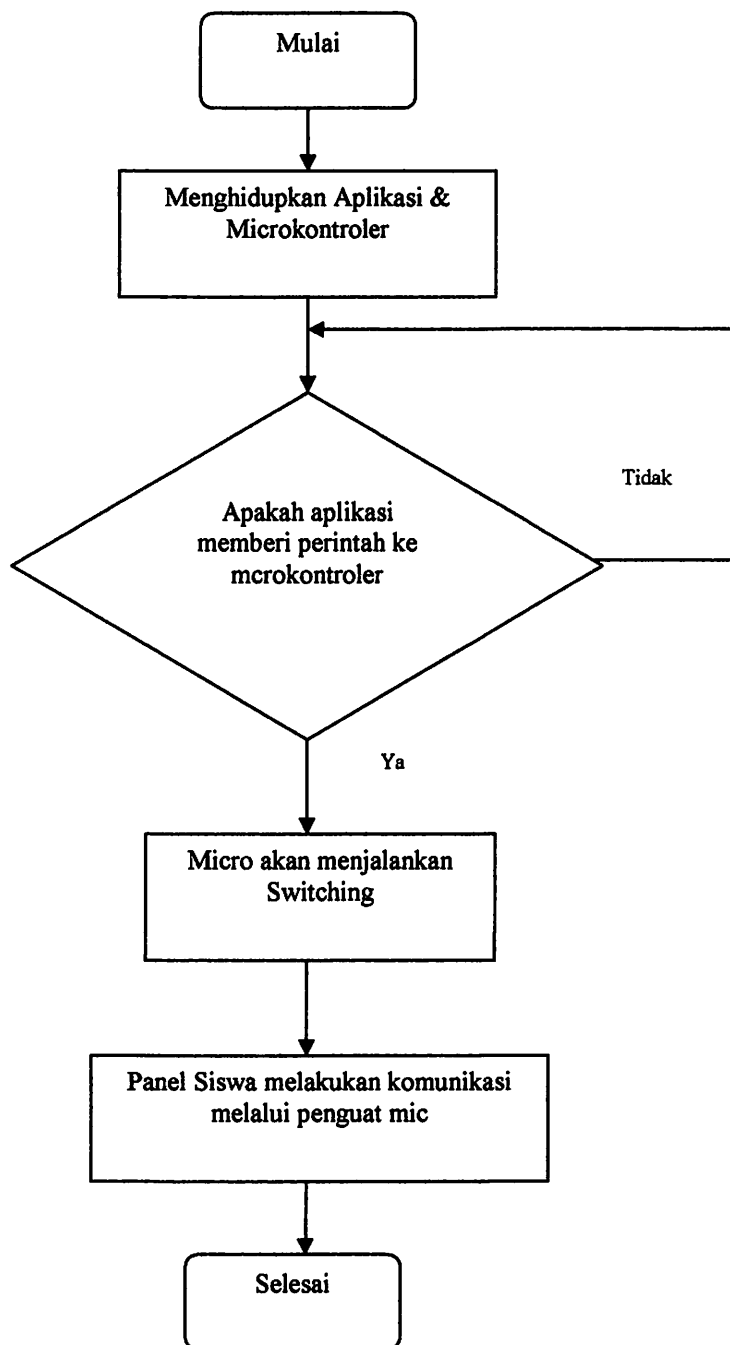 Mulai
Menghidupkan Aplikasi &
Microkontroler
Tidak
Apakah aplikasi
memberi perintah ke
mcrokontroler
Ya
Micro akan menjalankan
Switching
Panel Siswa melakukan komunikasi
melalui penguat mic
Selesai